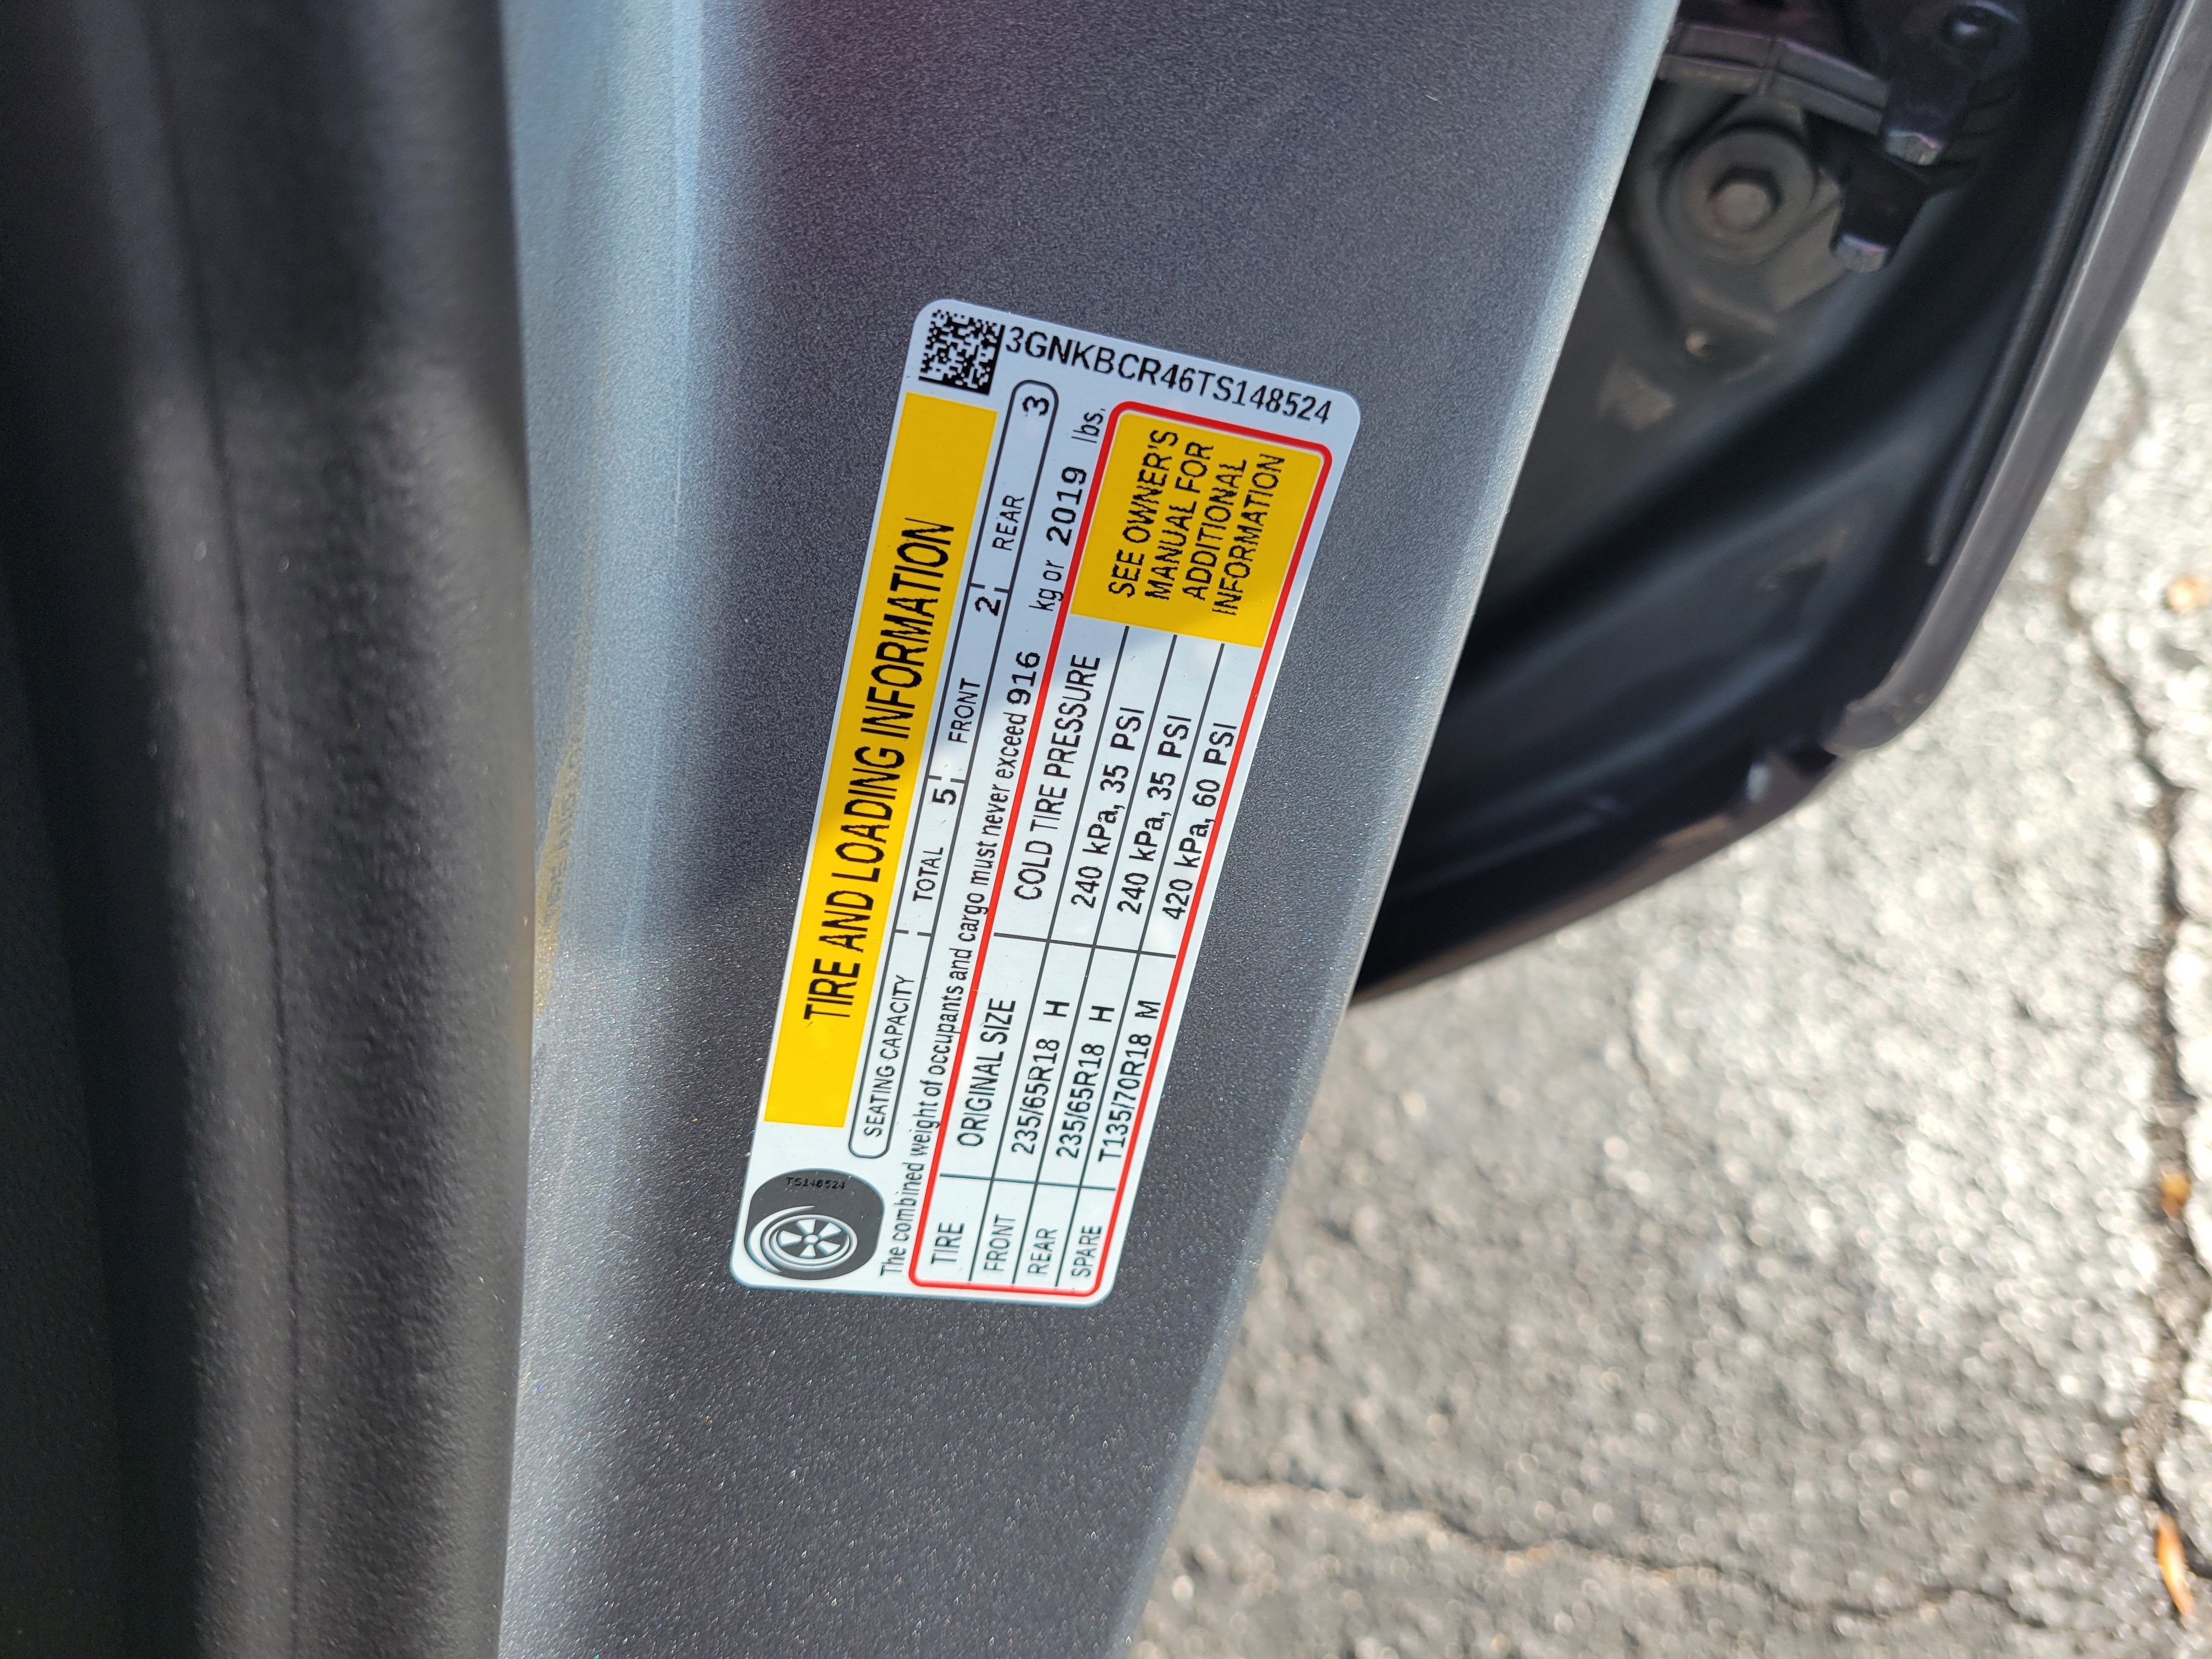 3GNKBCR46TS148524
TIRE AND LOADING INFORMATION
TS148524
SEATING CAPACITY TOTAL 5 FRONT 2 REAR 3
The combined weight of occupants and cargo must never exceed 916 kg or 2019 lbs.
TIRE ORIGINAL SIZE COLD TIRE PRESSURE
FRONT 235/65R18 H 240 kPa, 35 PSI
REAR 235/65R18 H 240 kPa, 35 PSI
SPARE T135/70R18 M 420 kPa, 60 PSI
SEE OWNER'S
MANUAL FOR
ADDITIONAL
INFORMATION